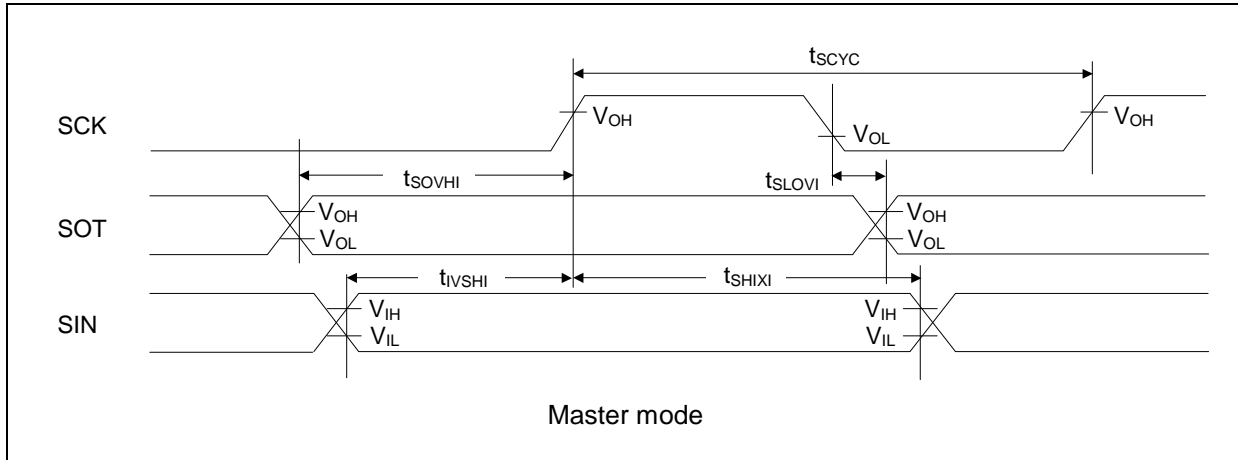 tSCYC
SCK
VOH
VOL
VOH
tSOVHI
tSLOVI
SOT
VOH
VOL
VOH
VOL
tIVSHI
tSHIXI
SIN
VIH
VIL
VIH
VIL
Master mode